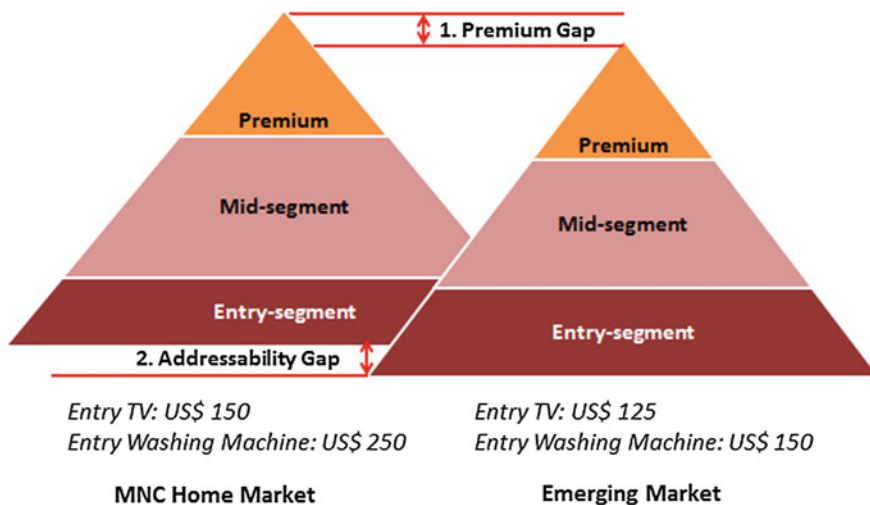 1. Premium Gap
Premium
Mid-segment
Entry-segment
2. Addressability Gap
Premium
Mid-segment
Entry-segment
Entry TV: US$ 150
Entry Washing Machine: US$ 250
MNC Home Market
Entry TV: US$ 125
Entry Washing Machine: US$ 150
Emerging Market